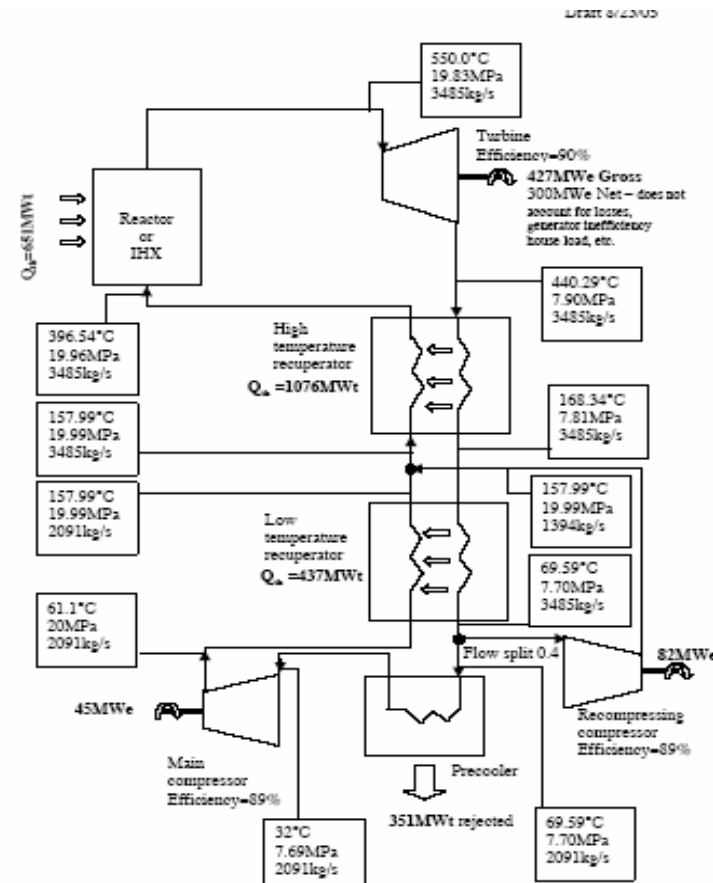 Draft 8/23/05
550.0°C
19.83MPa
3485kg/s
Turbine
Efficiency=90%
427MWe Gross
300MWe Net – does not
account for losses,
generator inefficiency
house load, etc.
Qth=651MWt
Reactor
or
IHX
440.29°C
7.90MPa
3485kg/s
396.54°C
19.96MPa
3485kg/s
High
temperature
recuperator
Qth =1076MWt
168.34°C
7.81MPa
3485kg/s
157.99°C
19.99MPa
3485kg/s
157.99°C
19.99MPa
2091kg/s
157.99°C
19.99MPa
1394kg/s
Low
temperature
recuperator
Qth =437MWt
69.59°C
7.70MPa
3485kg/s
61.1°C
20MPa
2091kg/s
Flow split 0.4
82MWe
45MWe
Recompressing
compressor
Efficiency=89%
Main
compressor
Efficiency=89%
Precooler
351MWt rejected
32°C
7.69MPa
2091kg/s
69.59°C
7.70MPa
2091kg/s